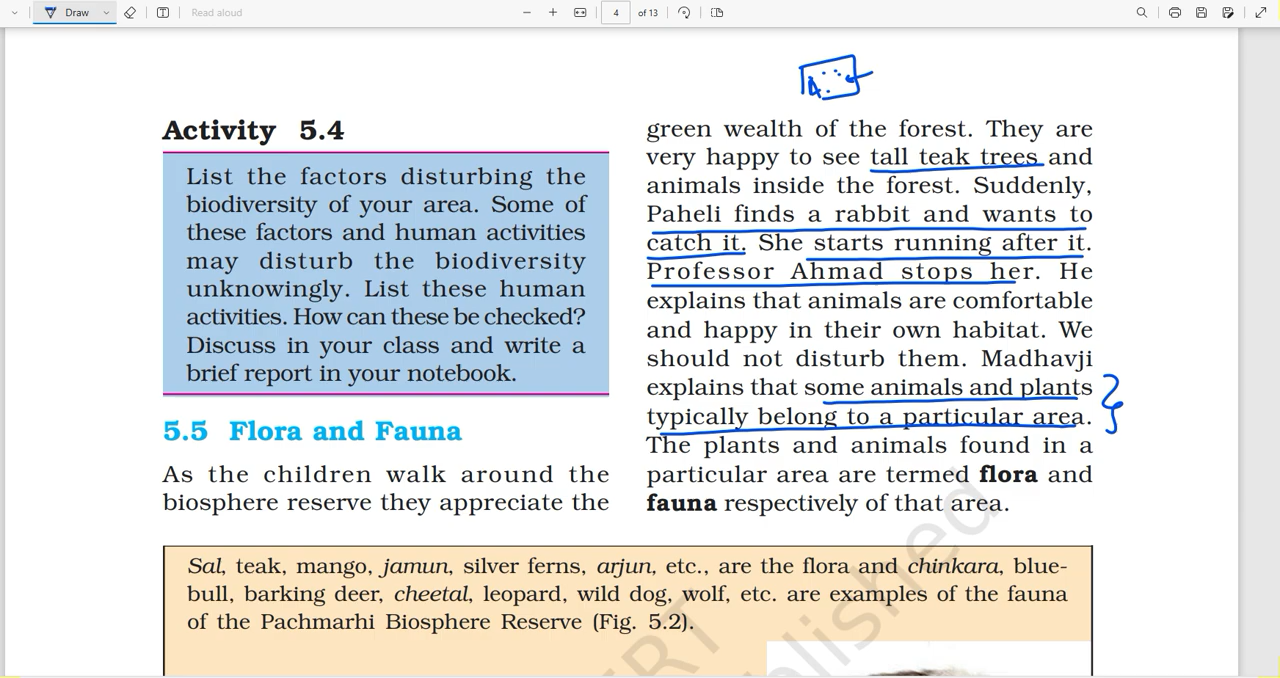 Draw
Read aloud
4 of 13
Activity 5.4
List the factors disturbing the
biodiversity of your area. Some of
these factors and human activities
may disturb the biodiversity
unknowingly. List these human
activities. How can these be checked?
Discuss in your class and write a
brief report in your notebook.
5.5 Flora and Fauna
As the children walk around the
biosphere reserve they appreciate the
green wealth of the forest. They are
very happy to see tall teak trees and
animals inside the forest. Suddenly,
Paheli finds a rabbit and wants to
catch it. She starts running after it.
Professor Ahmad stops her. He
explains that animals are comfortable
and happy in their own habitat. We
should not disturb them. Madhavji
explains that some animals and plants
typically belong to a particular area.
The plants and animals found in a
particular area are termed flora and
fauna respectively of that area.
Sal, teak, mango, jamun, silver ferns, arjun, etc., are the flora and chinkara, blue-
bull, barking deer, cheetal, leopard, wild dog, wolf, etc. are examples of the fauna
of the Pachmarhi Biosphere Reserve (Fig. 5.2).